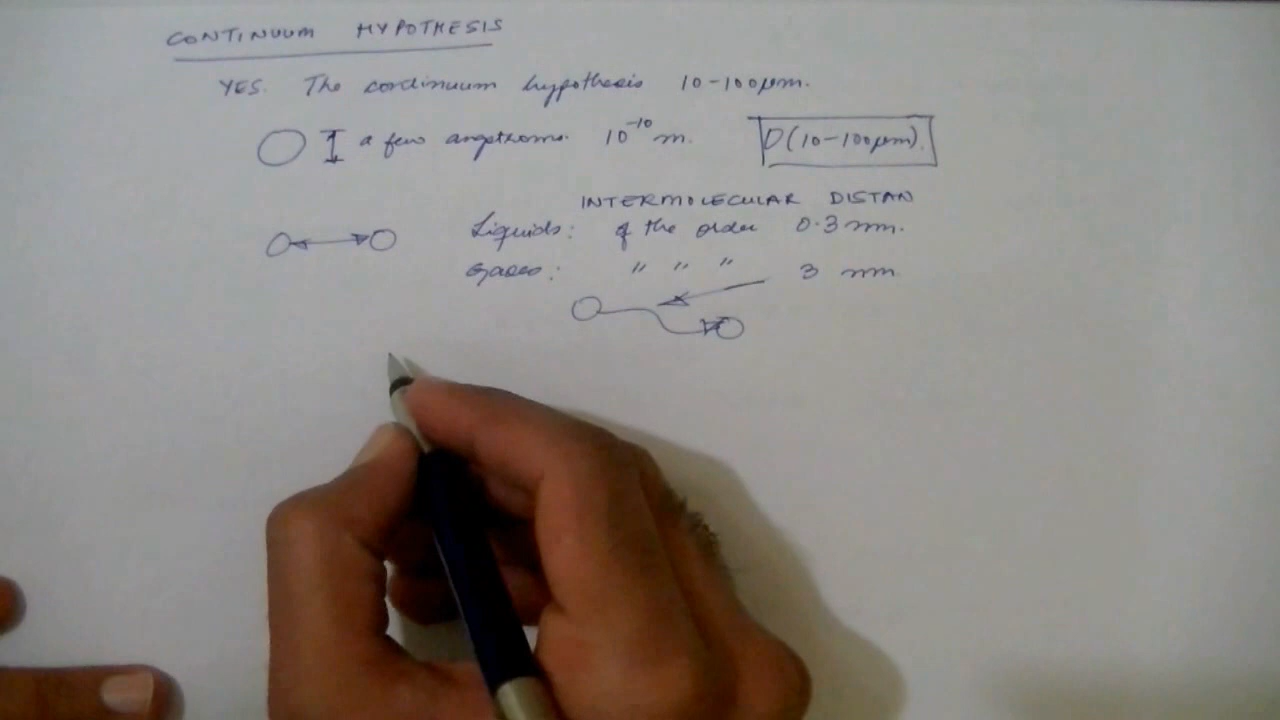 CONTINUUM HYPOTHESIS
YES. The continuum hypothesis 10-100µm.
a few angsthoms. 10⁻¹⁰ m. D(10-100µm).
INTERMOLECULAR DISTAN
Liquids: of the order 0.3 nm.
Gases: " " " 3 nm